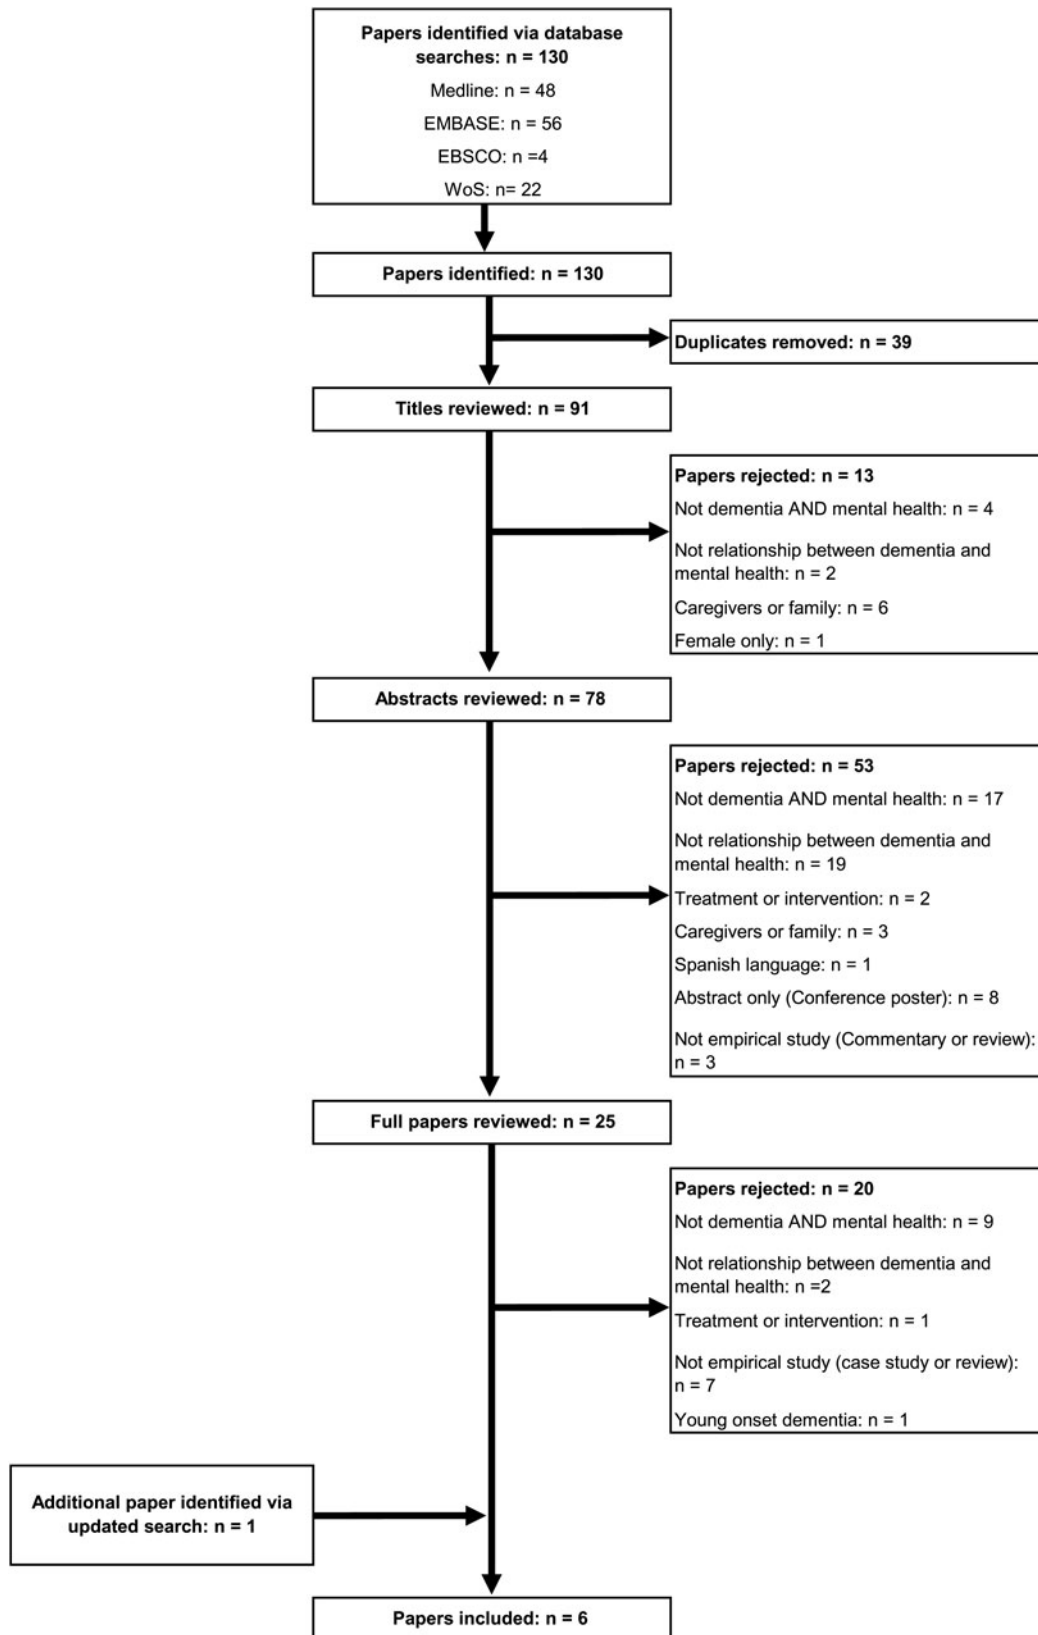 Papers identified via database
searches: n = 130
Medline: n = 48
EMBASE: n = 56
EBSCO: n =4
WoS: n= 22
Papers identified: n = 130
Duplicates removed: n = 39
Titles reviewed: n = 91
Papers rejected: n = 13
Not dementia AND mental health: n = 4
Not relationship between dementia and
mental health: n = 2
Caregivers or family: n = 6
Female only: n = 1
Abstracts reviewed: n = 78
Papers rejected: n = 53
Not dementia AND mental health: n = 17
Not relationship between dementia and
mental health: n = 19
Treatment or intervention: n = 2
Caregivers or family: n = 3
Spanish language: n = 1
Abstract only (Conference poster): n = 8
Not empirical study (Commentary or review):
n = 3
Full papers reviewed: n = 25
Papers rejected: n = 20
Not dementia AND mental health: n = 9
Not relationship between dementia and
mental health: n =2
Treatment or intervention: n = 1
Not empirical study (case study or review):
n = 7
Young onset dementia: n = 1
Additional paper identified via
updated search: n = 1
Papers included: n = 6